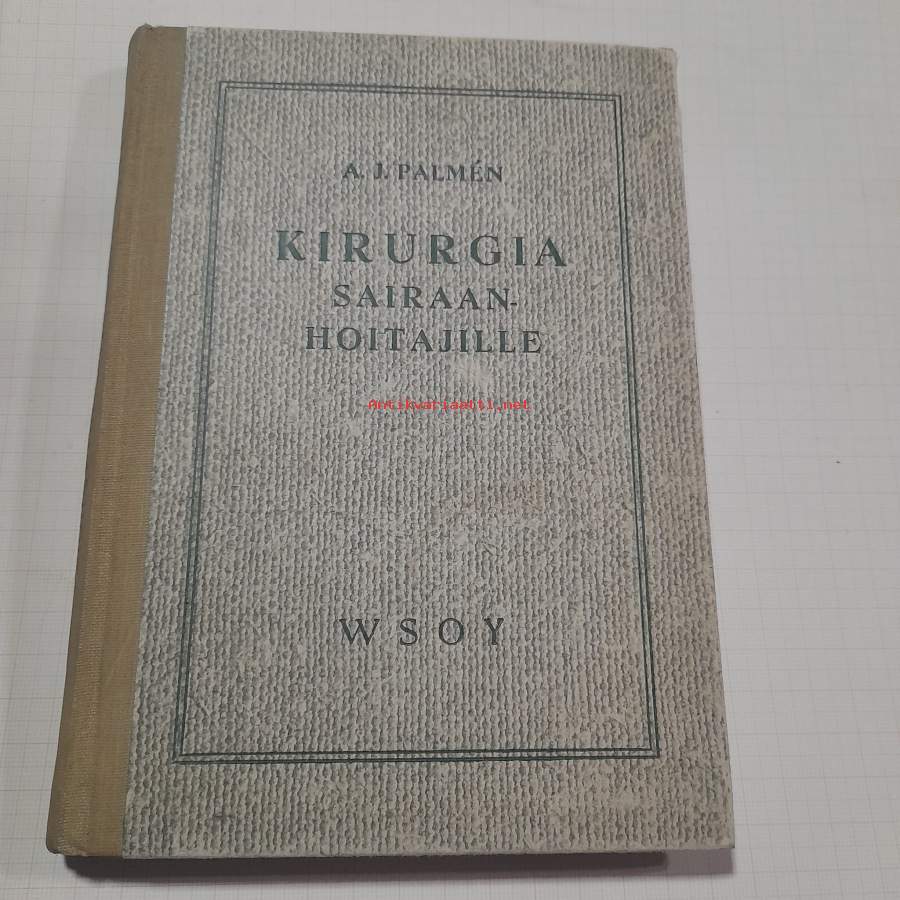 A. J. PALMÉN
KIRURGIA
SAIRAAN-
HOITAJILLE
Antikvariaatti.net
WSOY